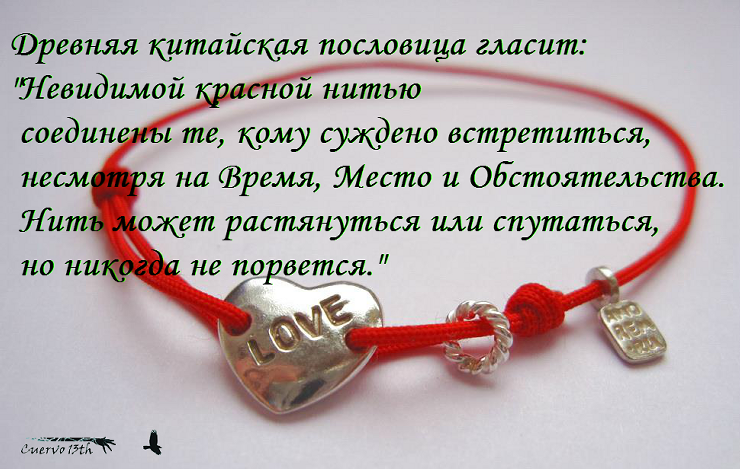 Древняя китайская пословица гласит:
"Невидимой красной нитью
соединены те, кому суждено встретиться,
несмотря на Время, Место и Обстоятельства.
Нить может растянуться или спутаться,
но никогда не порвется."
LOVE
Cuervo 13th